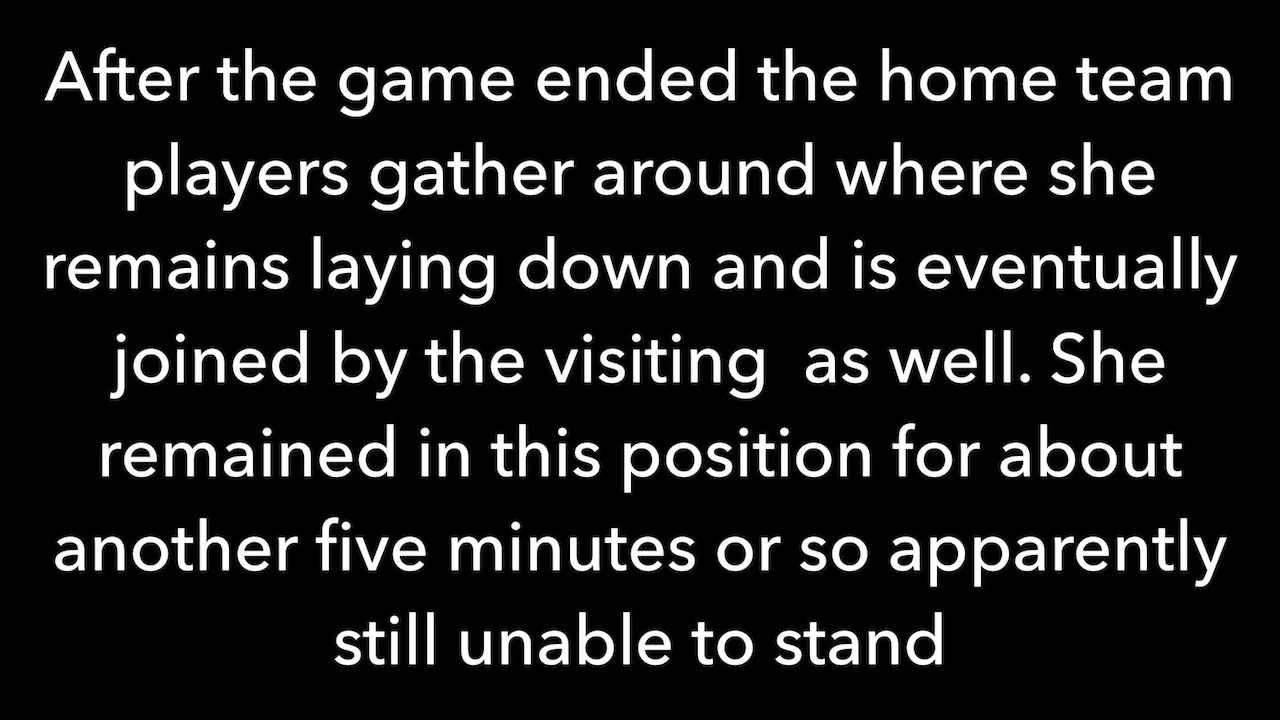 After the game ended the home team
players gather around where she
remains laying down and is eventually
joined by the visiting  as well. She
remained in this position for about
another five minutes or so apparently
still unable to stand